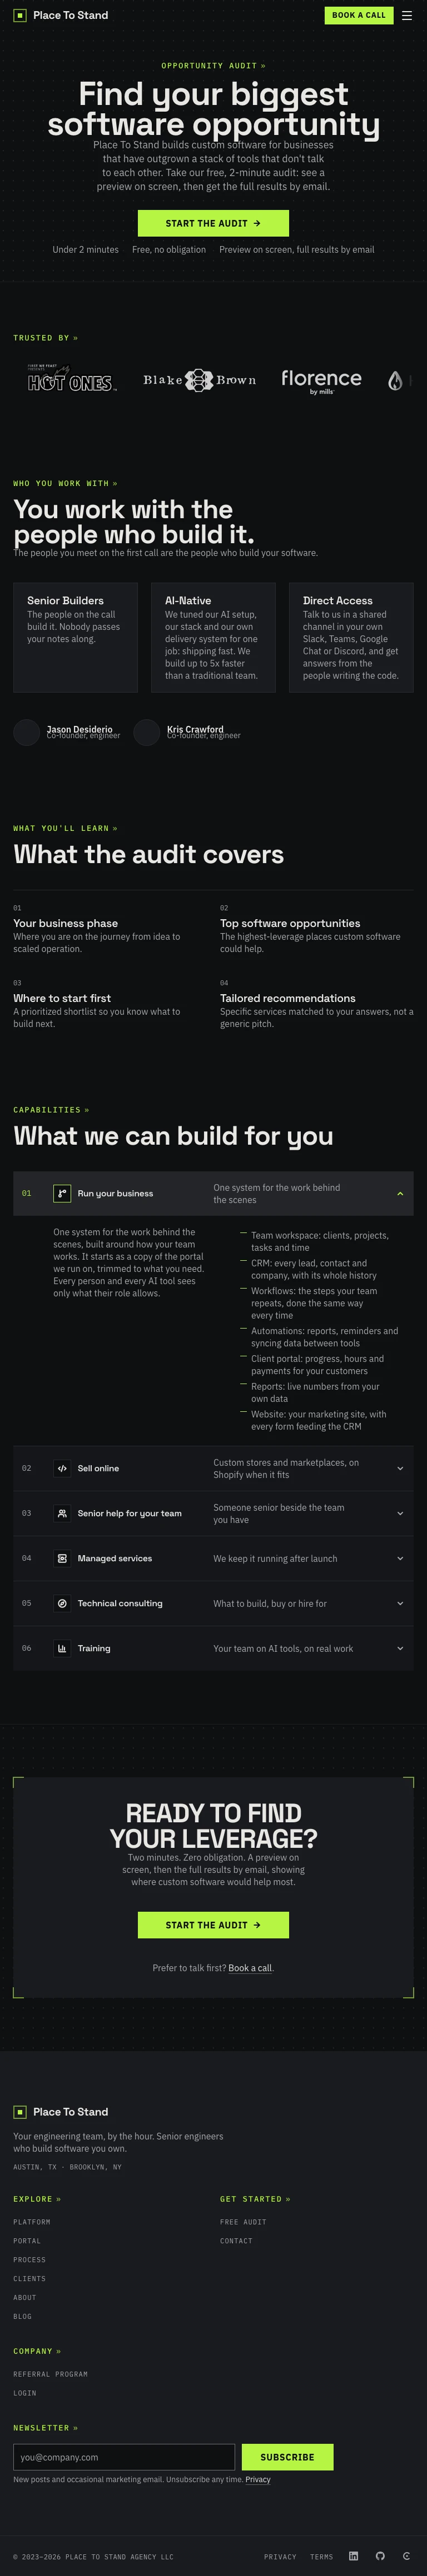 Place To Stand
BOOK A CALL
OPPORTUNITY AUDIT »
Find your biggest
software opportunity
Place To Stand builds custom software for businesses
that have outgrown a stack of tools that don't talk
to each other. Take our free, 2-minute audit: see a
preview on screen, then get the full results by email.
START THE AUDIT →
Under 2 minutes Free, no obligation Preview on screen, full results by email
TRUSTED BY »
HOT ONES
Blake Brown
florence
by mills
WHO YOU WORK WITH »
You work with the
people who build it.
The people you meet on the first call are the people who build your software.
Senior Builders
The people on the call
build it. Nobody passes
your notes along.
AI-Native
We tuned our AI setup,
our stack and our own
delivery system for one
job: shipping fast. We
build up to 5x faster
than a traditional team.
Direct Access
Talk to us in a shared
channel in your own
Slack, Teams, Google
Chat or Discord, and get
answers from the
people writing the code.
Jason Desiderio
Co-founder, engineer
Kris Crawford
Co-founder, engineer
WHAT YOU'LL LEARN »
What the audit covers
01
Your business phase
Where you are on the journey from idea to
scaled operation.
02
Top software opportunities
The highest-leverage places custom software
could help.
03
Where to start first
A prioritized shortlist so you know what to
build next.
04
Tailored recommendations
Specific services matched to your answers, not a
generic pitch.
CAPABILITIES »
What we can build for you
01 Run your business
One system for the work behind
the scenes
One system for the work behind the
scenes, built around how your team
works. It starts as a copy of the portal
we run on, trimmed to what you need.
Every person and every AI tool sees
only what their role allows.
Team workspace: clients, projects,
tasks and time
CRM: every lead, contact and
company, with its whole history
Workflows: the steps your team
repeats, done the same way
every time
Automations: reports, reminders and
syncing data between tools
Client portal: progress, hours and
payments for your customers
Reports: live numbers from your
own data
Website: your marketing site, with
every form feeding the CRM
02 Sell online
Custom stores and marketplaces, on
Shopify when it fits
03 Senior help for your team
Someone senior beside the team
you have
04 Managed services We keep it running after launch
05 Technical consulting What to build, buy or hire for
06 Training Your team on AI tools, on real work
READY TO FIND
YOUR LEVERAGE?
Two minutes. Zero obligation. A preview on
screen, then the full results by email, showing
where custom software would help most.
START THE AUDIT →
Prefer to talk first? Book a call.
Place To Stand
Your engineering team, by the hour. Senior engineers
who build software you own.
AUSTIN, TX · BROOKLYN, NY
EXPLORE »
PLATFORM
PORTAL
PROCESS
CLIENTS
ABOUT
BLOG
GET STARTED »
FREE AUDIT
CONTACT
COMPANY »
REFERRAL PROGRAM
LOGIN
NEWSLETTER »
you@company.com
SUBSCRIBE
New posts and occasional marketing email. Unsubscribe any time. Privacy
© 2023–2026 PLACE TO STAND AGENCY LLC
PRIVACY TERMS